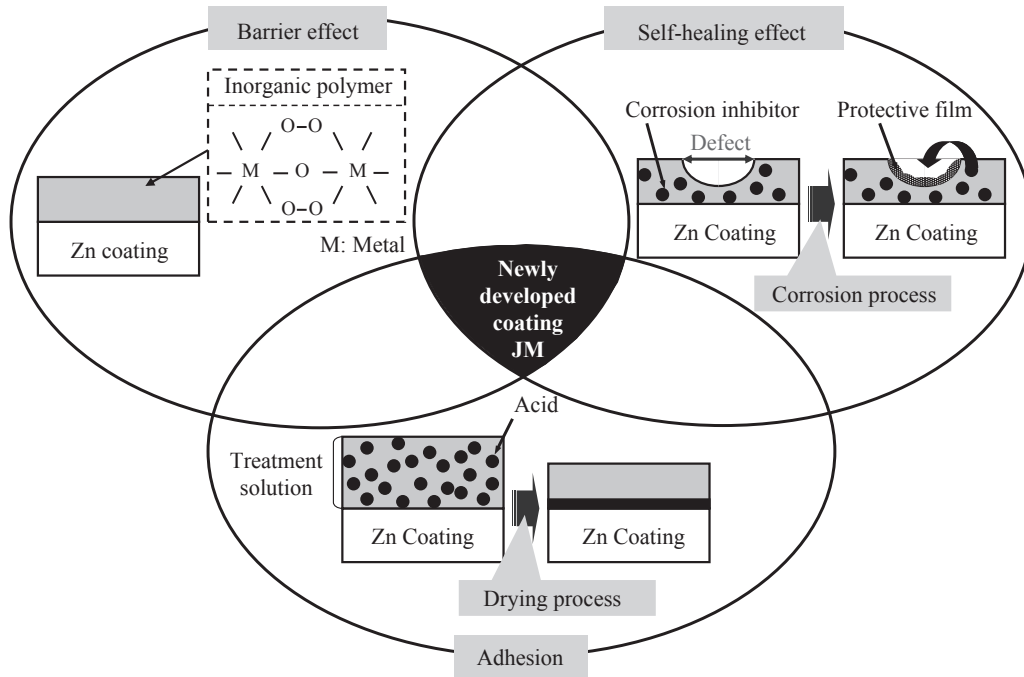 Barrier effect
Inorganic polymer
O–O
M – O – M
O–O
M: Metal
Zn coating
Self-healing effect
Corrosion inhibitor
Protective film
Defect
Zn Coating
Zn Coating
Corrosion process
Newly
developed
coating
JM
Acid
Treatment
solution
Zn Coating
Zn Coating
Drying process
Adhesion